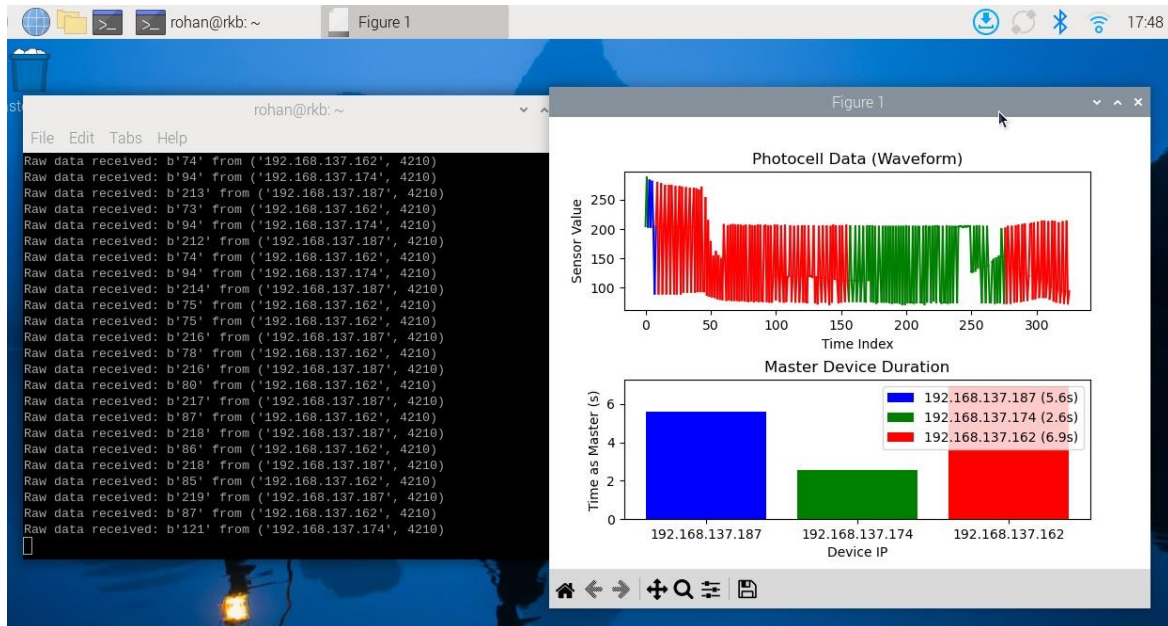 rohan@rkb: ~
Figure 1
17:48
rohan@rkb: ~
File Edit Tabs Help
Raw data received: b'74' from ('192.168.137.162', 4210)
Raw data received: b'94' from ('192.168.137.174', 4210)
Raw data received: b'213' from ('192.168.137.187', 4210)
Raw data received: b'73' from ('192.168.137.162', 4210)
Raw data received: b'94' from ('192.168.137.174', 4210)
Raw data received: b'212' from ('192.168.137.187', 4210)
Raw data received: b'74' from ('192.168.137.162', 4210)
Raw data received: b'94' from ('192.168.137.174', 4210)
Raw data received: b'214' from ('192.168.137.187', 4210)
Raw data received: b'75' from ('192.168.137.162', 4210)
Raw data received: b'75' from ('192.168.137.162', 4210)
Raw data received: b'216' from ('192.168.137.187', 4210)
Raw data received: b'78' from ('192.168.137.162', 4210)
Raw data received: b'216' from ('192.168.137.187', 4210)
Raw data received: b'80' from ('192.168.137.162', 4210)
Raw data received: b'217' from ('192.168.137.187', 4210)
Raw data received: b'87' from ('192.168.137.162', 4210)
Raw data received: b'218' from ('192.168.137.187', 4210)
Raw data received: b'86' from ('192.168.137.162', 4210)
Raw data received: b'218' from ('192.168.137.187', 4210)
Raw data received: b'85' from ('192.168.137.162', 4210)
Raw data received: b'219' from ('192.168.137.187', 4210)
Raw data received: b'87' from ('192.168.137.162', 4210)
Raw data received: b'121' from ('192.168.137.174', 4210)
Figure 1
Photocell Data (Waveform)
Sensor Value
250
200
150
100
0 50 100 150 200 250 300
Time Index
Master Device Duration
Time as Master (s)
6
4
2
0
192.168.137.187 (5.6s)
192.168.137.174 (2.6s)
192.168.137.162 (6.9s)
192.168.137.187 192.168.137.174 192.168.137.162
Device IP